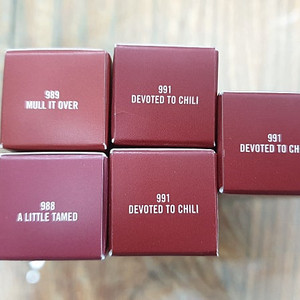 989
MULL IT OVER
991
DEVOTED TO CHILI
991
DEVOTED TO CH
988
A LITTLE TAMED
991
DEVOTED TO CHILI